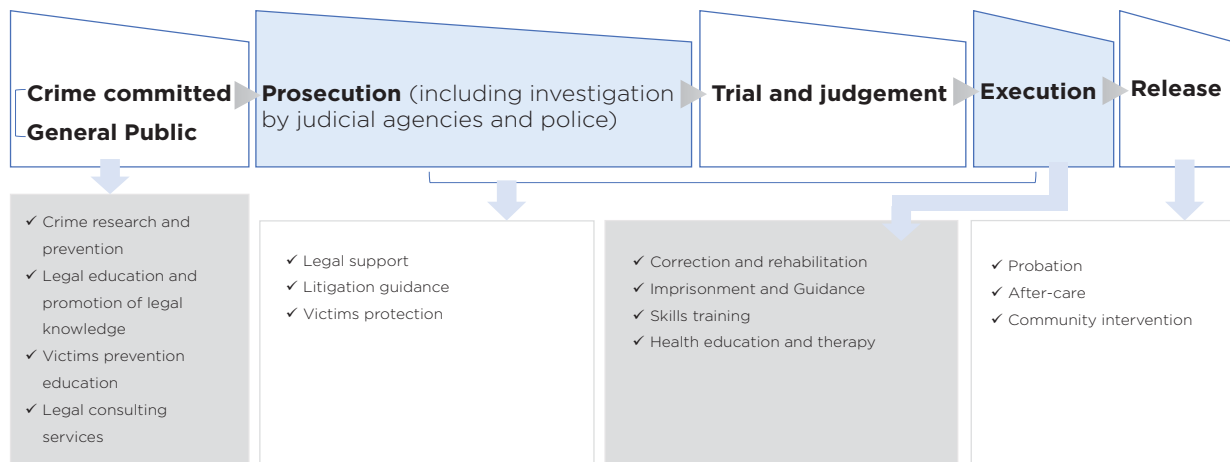 Crime committed
General Public
Prosecution (including investigation
by judicial agencies and police)
Trial and judgement
Execution
Release
✓ Crime research and
prevention
✓ Legal education and
promotion of legal
knowledge
✓ Victims prevention
education
✓ Legal consulting
services
✓ Legal support
✓ Litigation guidance
✓ Victims protection
✓ Correction and rehabilitation
✓ Imprisonment and Guidance
✓ Skills training
✓ Health education and therapy
✓ Probation
✓ After-care
✓ Community intervention